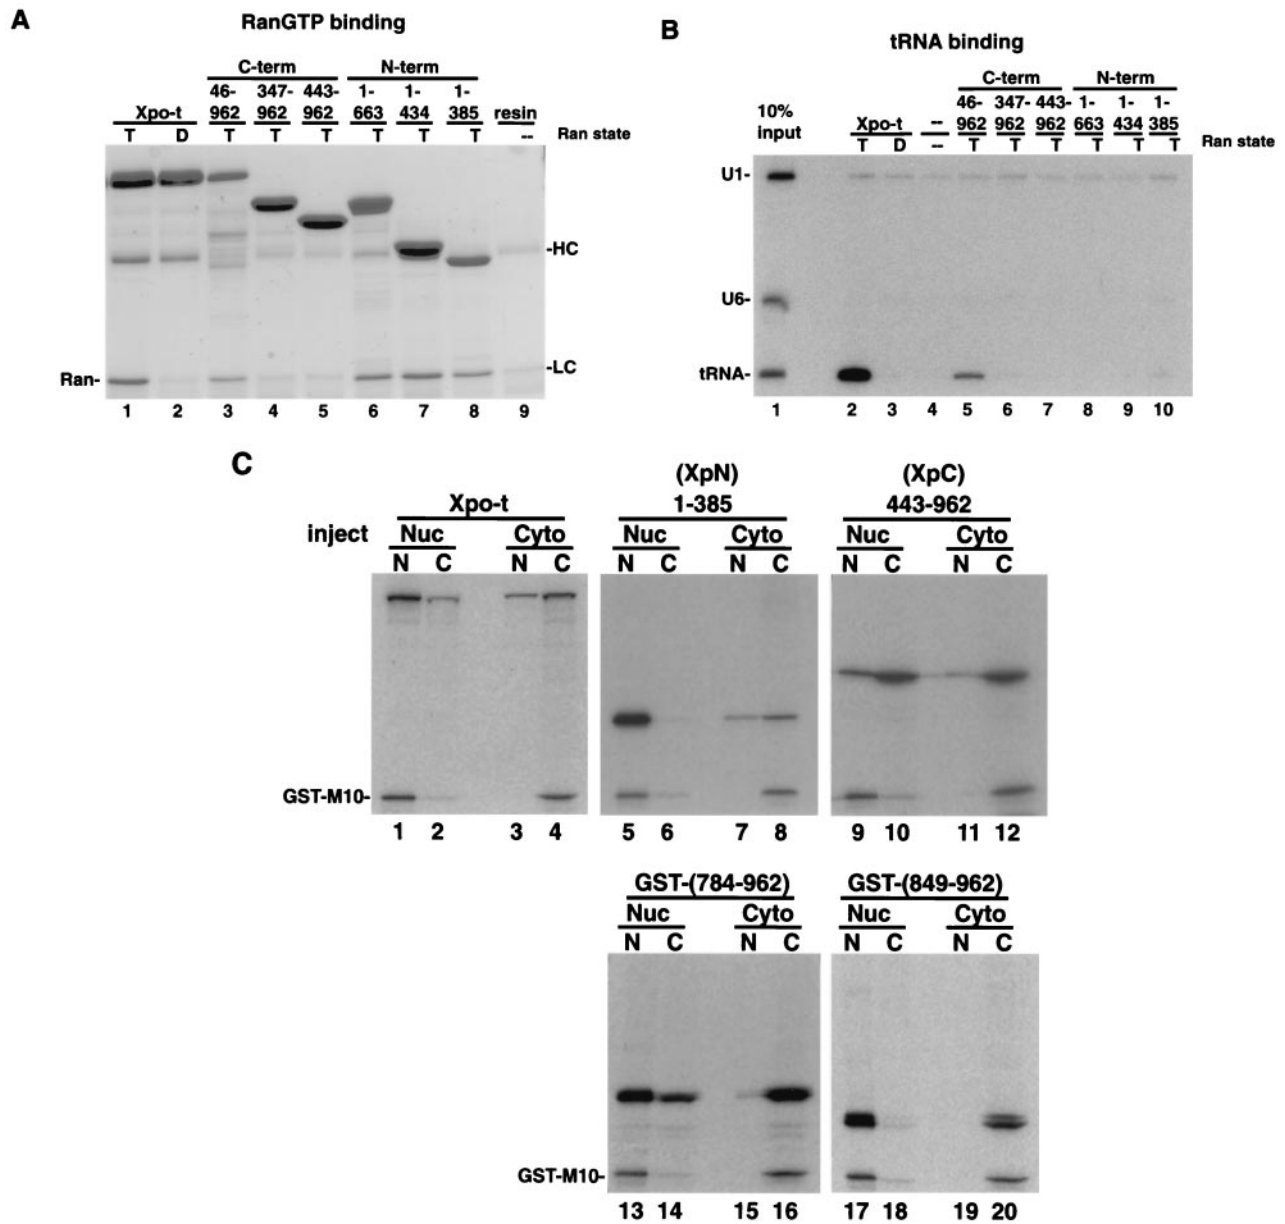 A
RanGTP binding
C-term N-term
46- 347- 443- 1- 1- 1-
Xpo-t 962 962 962 663 434 385 resin
T D T T T T T T -- Ran state
-HC
-LC
Ran-
1 2 3 4 5 6 7 8 9
B
tRNA binding
C-term N-term
10% 46- 347- 443- 1- 1- 1-
input Xpo-t -- 962 962 962 663 434 385
T D -- T T T T T T Ran state
U1-
U6-
tRNA-
1 2 3 4 5 6 7 8 9 10
C
(XpN) (XpC)
Xpo-t 1-385 443-962
inject Nuc Cyto Nuc Cyto Nuc Cyto
N C N C N C N C N C N C
GST-M10-
1 2 3 4 5 6 7 8 9 10 11 12
GST-(784-962) GST-(849-962)
Nuc Cyto Nuc Cyto
N C N C N C N C
GST-M10-
13 14 15 16 17 18 19 20